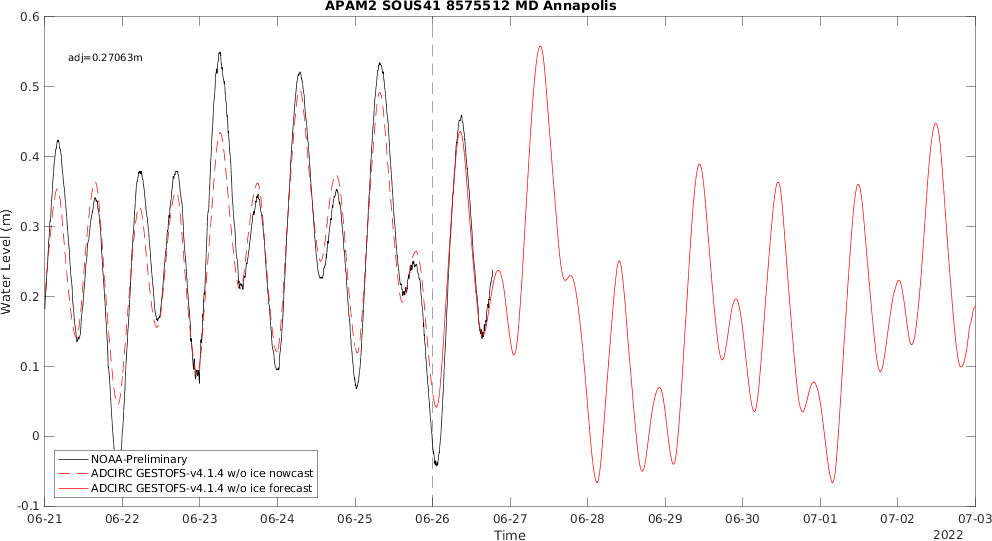 APAM2 SOUS41 8575512 MD Annapolis
adj=0.27063m
0.6
0.5
0.4
0.3
0.2
0.1
0
-0.1
Water Level (m)
NOAA-Preliminary
ADCIRC GESTOFS-v4.1.4 w/o ice nowcast
ADCIRC GESTOFS-v4.1.4 w/o ice forecast
06-21 06-22 06-23 06-24 06-25 06-26 06-27 06-28 06-29 06-30 07-01 07-02 07-03
Time
2022